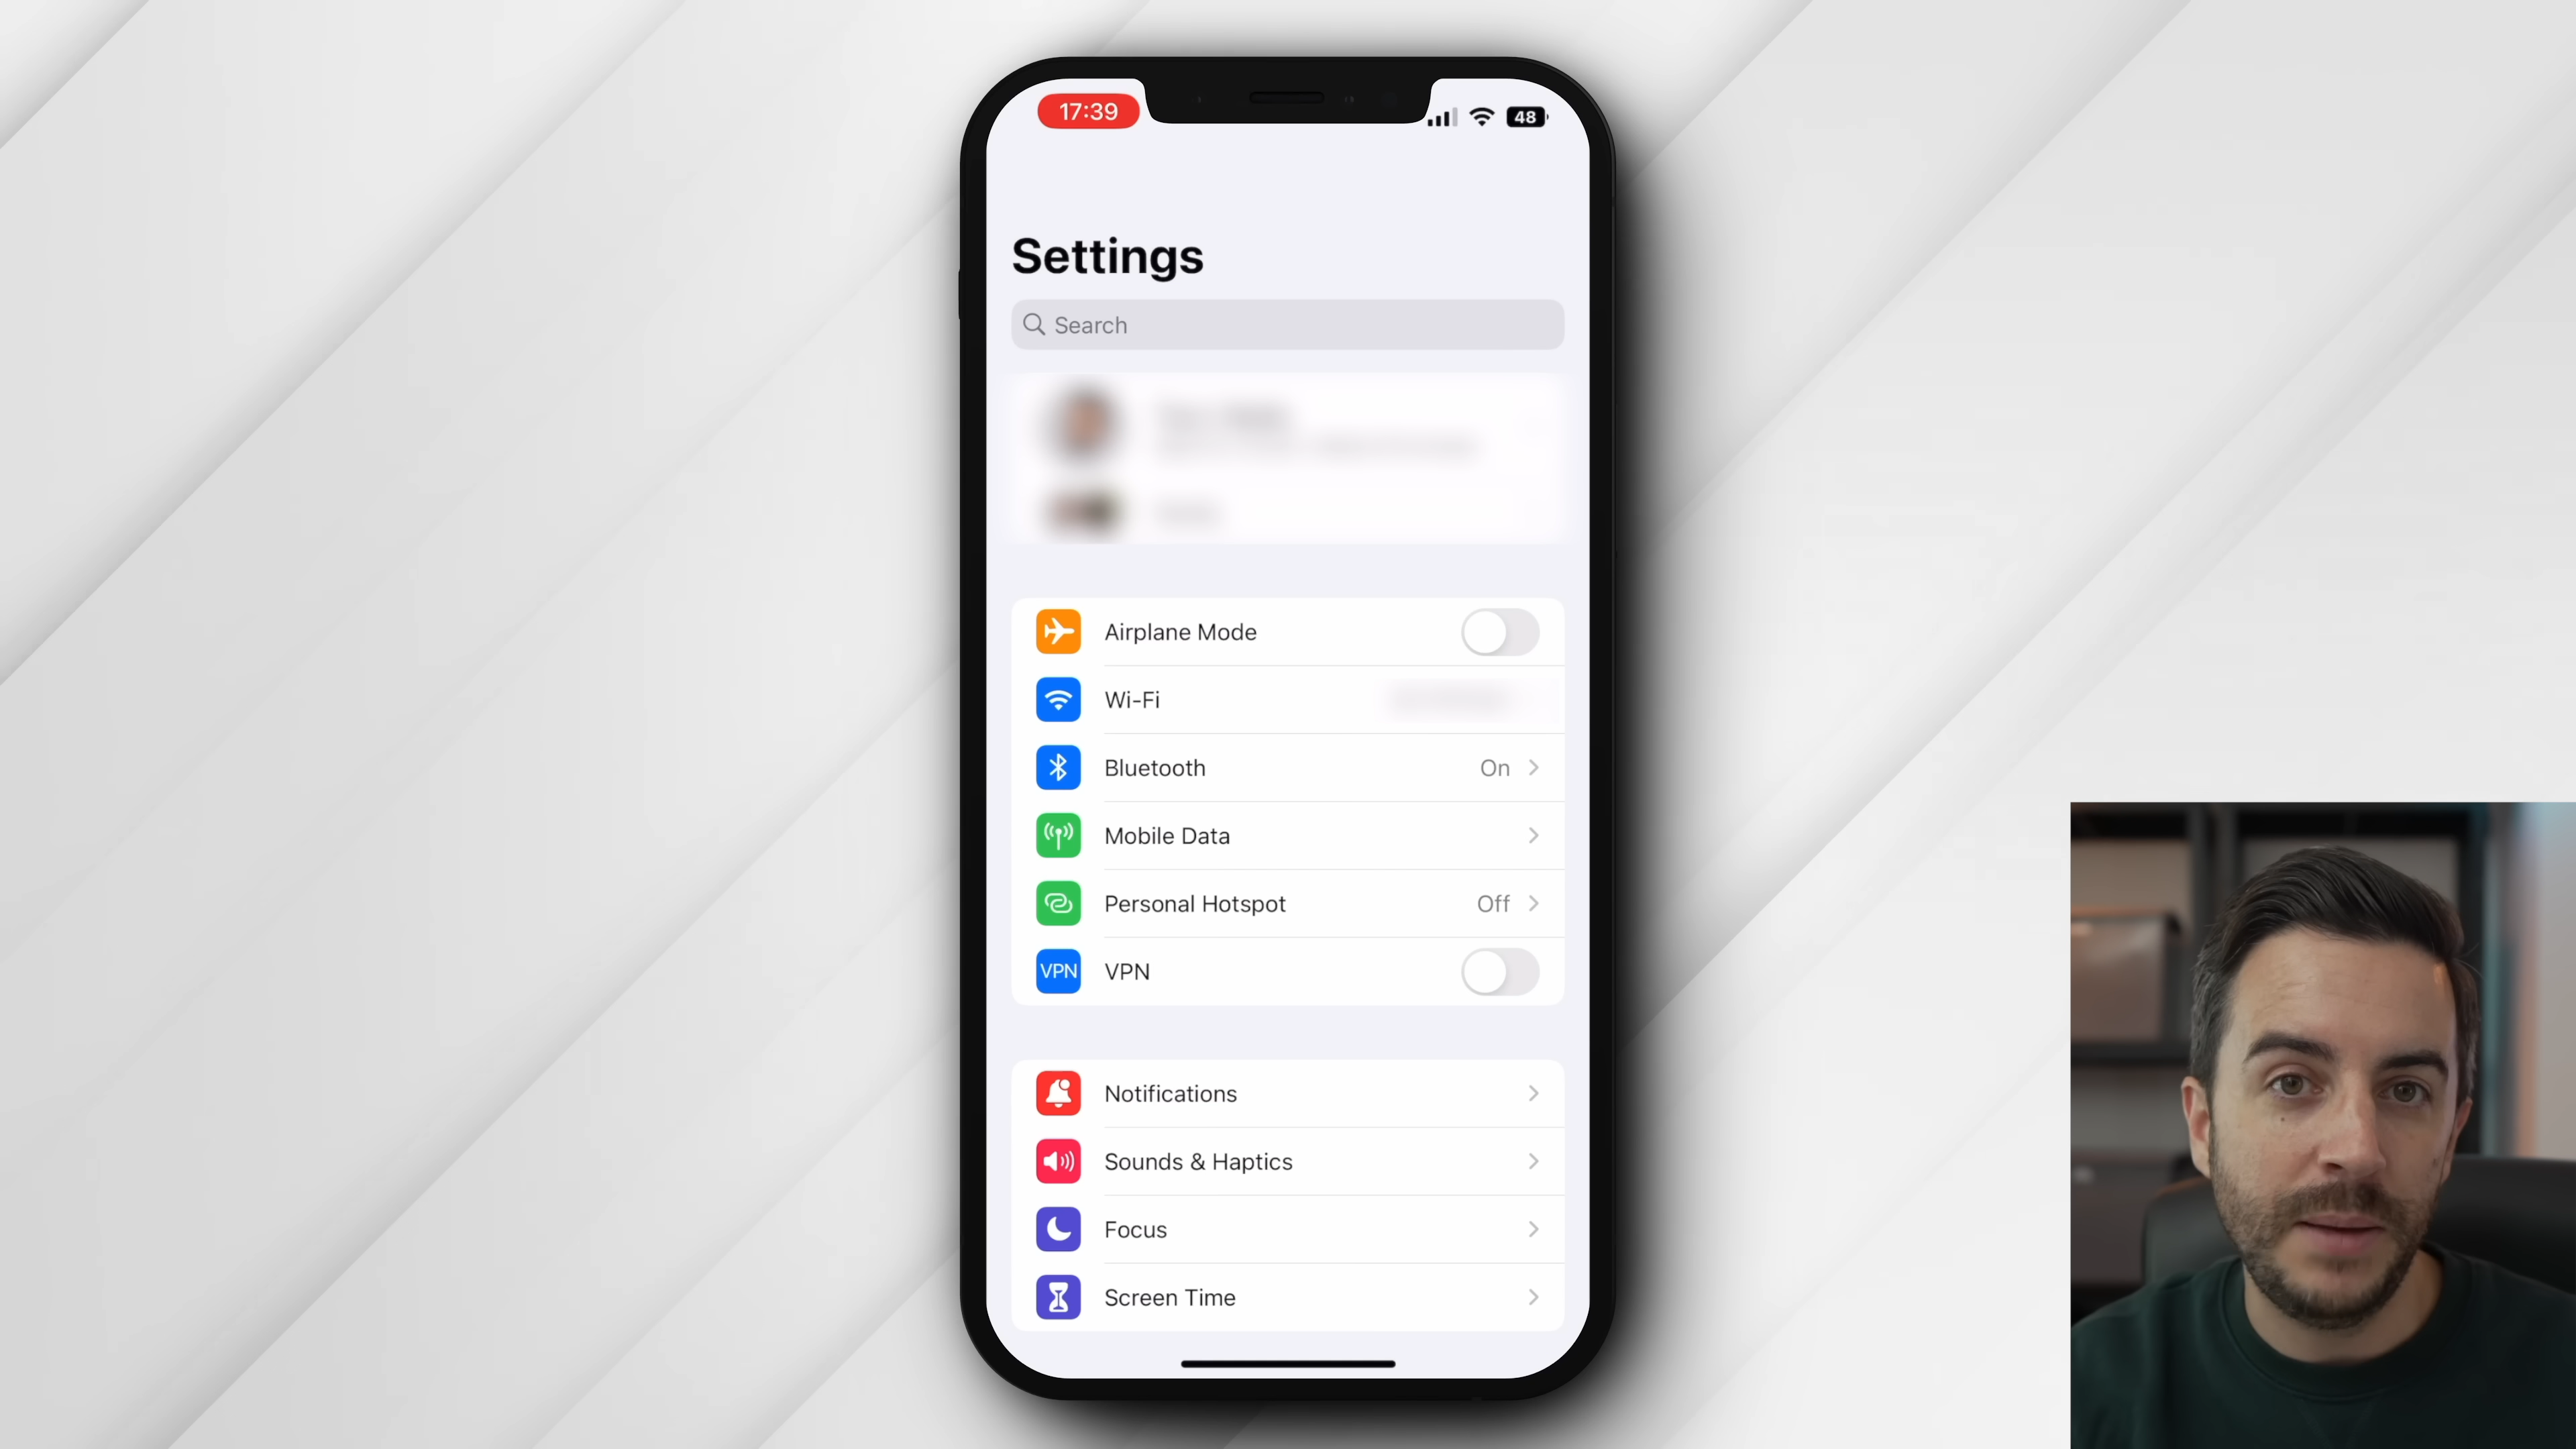 17:39
48
Settings
Search
Airplane Mode
Wi-Fi
Bluetooth On
Mobile Data
Personal Hotspot Off
VPN VPN
Notifications
Sounds & Haptics
Focus
Screen Time